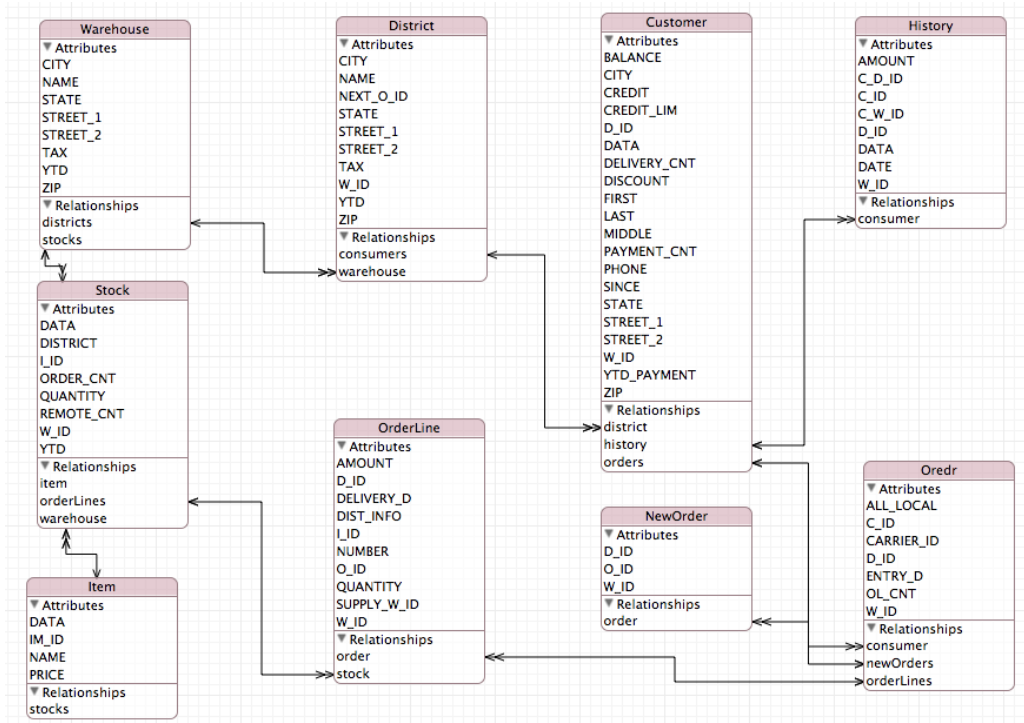 Warehouse
Attributes
CITY
NAME
STATE
STREET_1
STREET_2
TAX
YTD
ZIP
Relationships
districts
stocks
District
Attributes
CITY
NAME
NEXT_O_ID
STATE
STREET_1
STREET_2
TAX
W_ID
YTD
ZIP
Relationships
consumers
warehouse
Customer
Attributes
BALANCE
CITY
CREDIT
CREDIT_LIM
D_ID
DATA
DELIVERY_CNT
DISCOUNT
FIRST
LAST
MIDDLE
PAYMENT_CNT
PHONE
SINCE
STATE
STREET_1
STREET_2
W_ID
YTD_PAYMENT
ZIP
Relationships
district
history
orders
History
Attributes
AMOUNT
C_D_ID
C_ID
C_W_ID
D_ID
DATA
DATE
W_ID
Relationships
consumer
Stock
Attributes
DATA
DISTRICT
I_ID
ORDER_CNT
QUANTITY
REMOTE_CNT
W_ID
YTD
Relationships
item
orderLines
warehouse
OrderLine
Attributes
AMOUNT
D_ID
DELIVERY_D
DIST_INFO
I_ID
NUMBER
O_ID
QUANTITY
SUPPLY_W_ID
W_ID
Relationships
order
stock
NewOrder
Attributes
D_ID
O_ID
W_ID
Relationships
order
Oredr
Attributes
ALL_LOCAL
C_ID
CARRIER_ID
D_ID
ENTRY_D
OL_CNT
W_ID
Relationships
consumer
newOrders
orderLines
Item
Attributes
DATA
IM_ID
NAME
PRICE
Relationships
stocks